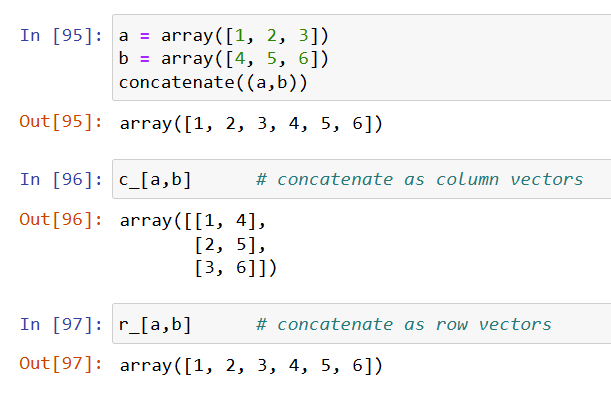 In [95]: a = array([1, 2, 3])
b = array([4, 5, 6])
concatenate((a,b))
Out[95]: array([1, 2, 3, 4, 5, 6])
In [96]: c_[a,b]      # concatenate as column vectors
Out[96]: array([[1, 4],
[2, 5],
[3, 6]])
In [97]: r_[a,b]      # concatenate as row vectors
Out[97]: array([1, 2, 3, 4, 5, 6])